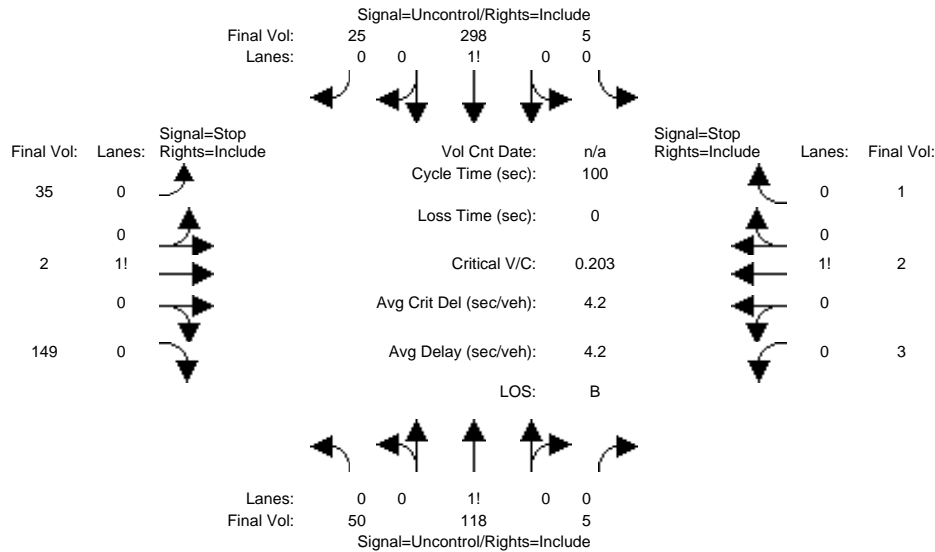 Signal=Uncontrol/Rights=Include
Final Vol: 25 298 5
Lanes: 0 0 1! 0 0
Signal=Stop
Final Vol: Lanes: Rights=Include
Vol Cnt Date: n/a
Signal=Stop
Rights=Include Lanes: Final Vol:
Cycle Time (sec): 100
35 0
0 1
Loss Time (sec): 0
0
0
2 1!
Critical V/C: 0.203
1! 2
0
Avg Crit Del (sec/veh): 4.2
0
149 0
Avg Delay (sec/veh): 4.2
0 3
LOS: B
Lanes: 0 0 1! 0 0
Final Vol: 50 118 5
Signal=Uncontrol/Rights=Include